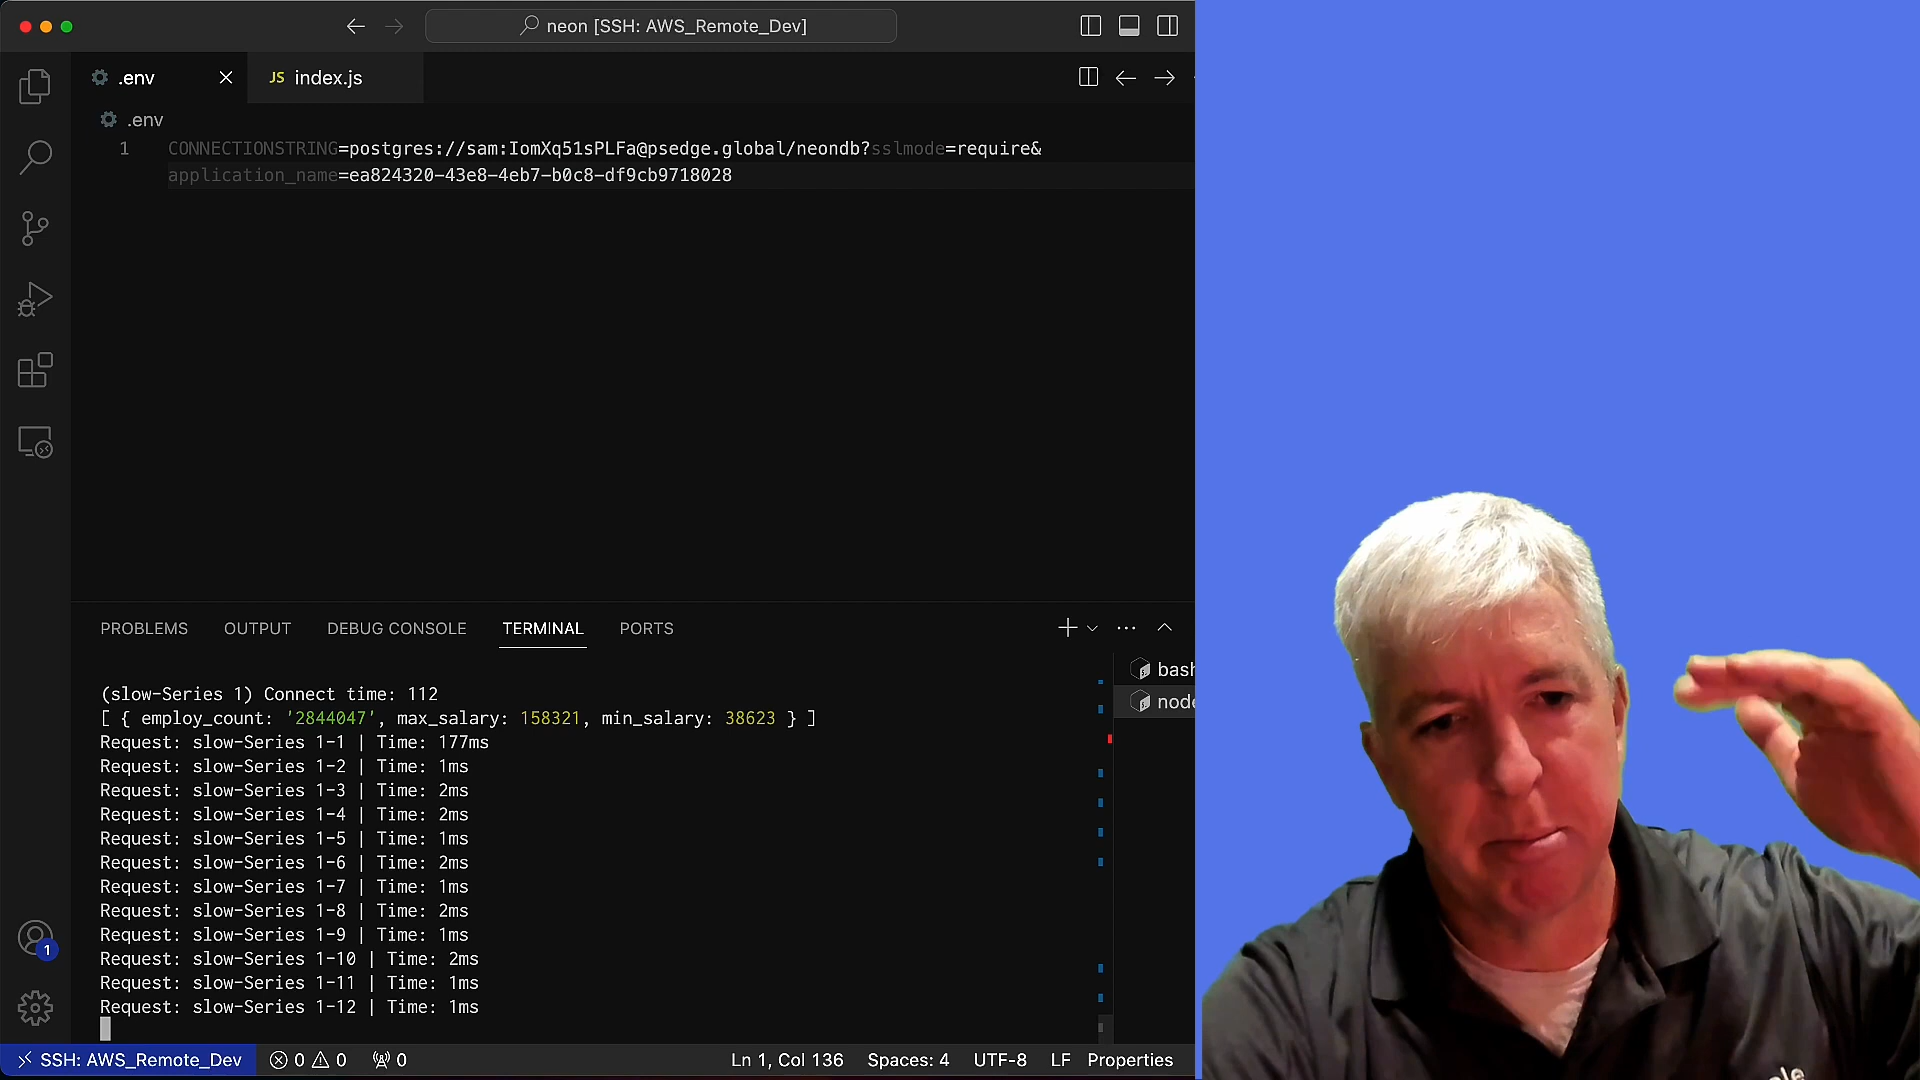 neon [SSH: AWS_Remote_Dev]
.env
JS index.js
.env
1 CONNECTIONSTRING=postgres://sam:IomXq51sPLFa@psedge.global/neondb?sslmode=require&
application_name=ea824320-43e8-4eb7-b0c8-df9cb9718028
PROBLEMS OUTPUT DEBUG CONSOLE TERMINAL PORTS
bash
node
(slow-Series 1) Connect time: 112
[ { employ_count: '2844047', max_salary: 158321, min_salary: 38623 } ]
Request: slow-Series 1-1 | Time: 177ms
Request: slow-Series 1-2 | Time: 1ms
Request: slow-Series 1-3 | Time: 2ms
Request: slow-Series 1-4 | Time: 2ms
Request: slow-Series 1-5 | Time: 1ms
Request: slow-Series 1-6 | Time: 2ms
Request: slow-Series 1-7 | Time: 1ms
Request: slow-Series 1-8 | Time: 2ms
Request: slow-Series 1-9 | Time: 1ms
Request: slow-Series 1-10 | Time: 2ms
Request: slow-Series 1-11 | Time: 1ms
Request: slow-Series 1-12 | Time: 1ms
1
SSH: AWS_Remote_Dev 0 0 0 Ln 1, Col 136 Spaces: 4 UTF-8 LF Properties